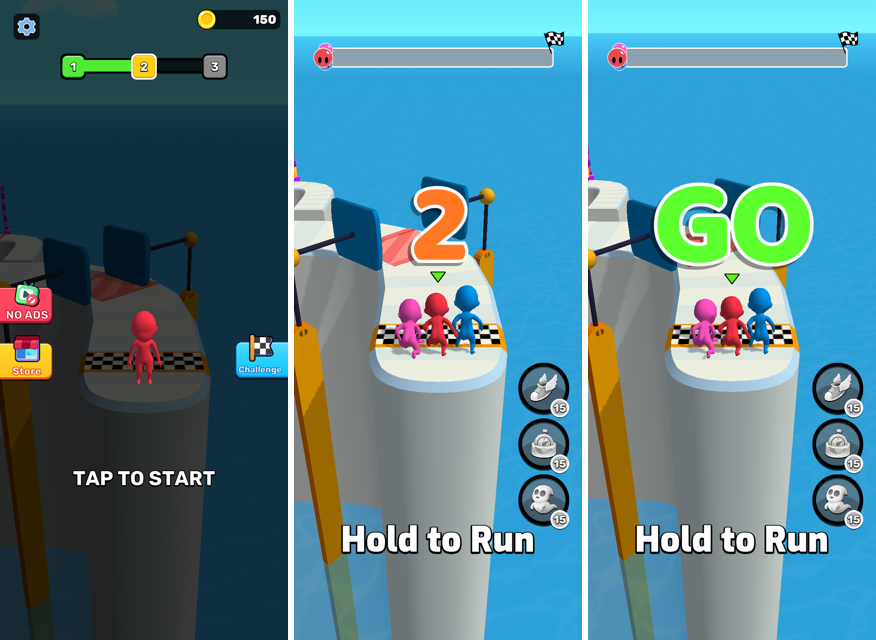 150
1 2 3
NO ADS
Store
Challenge
TAP TO START
2
15
15
15
Hold to Run
GO
15
15
15
Hold to Run